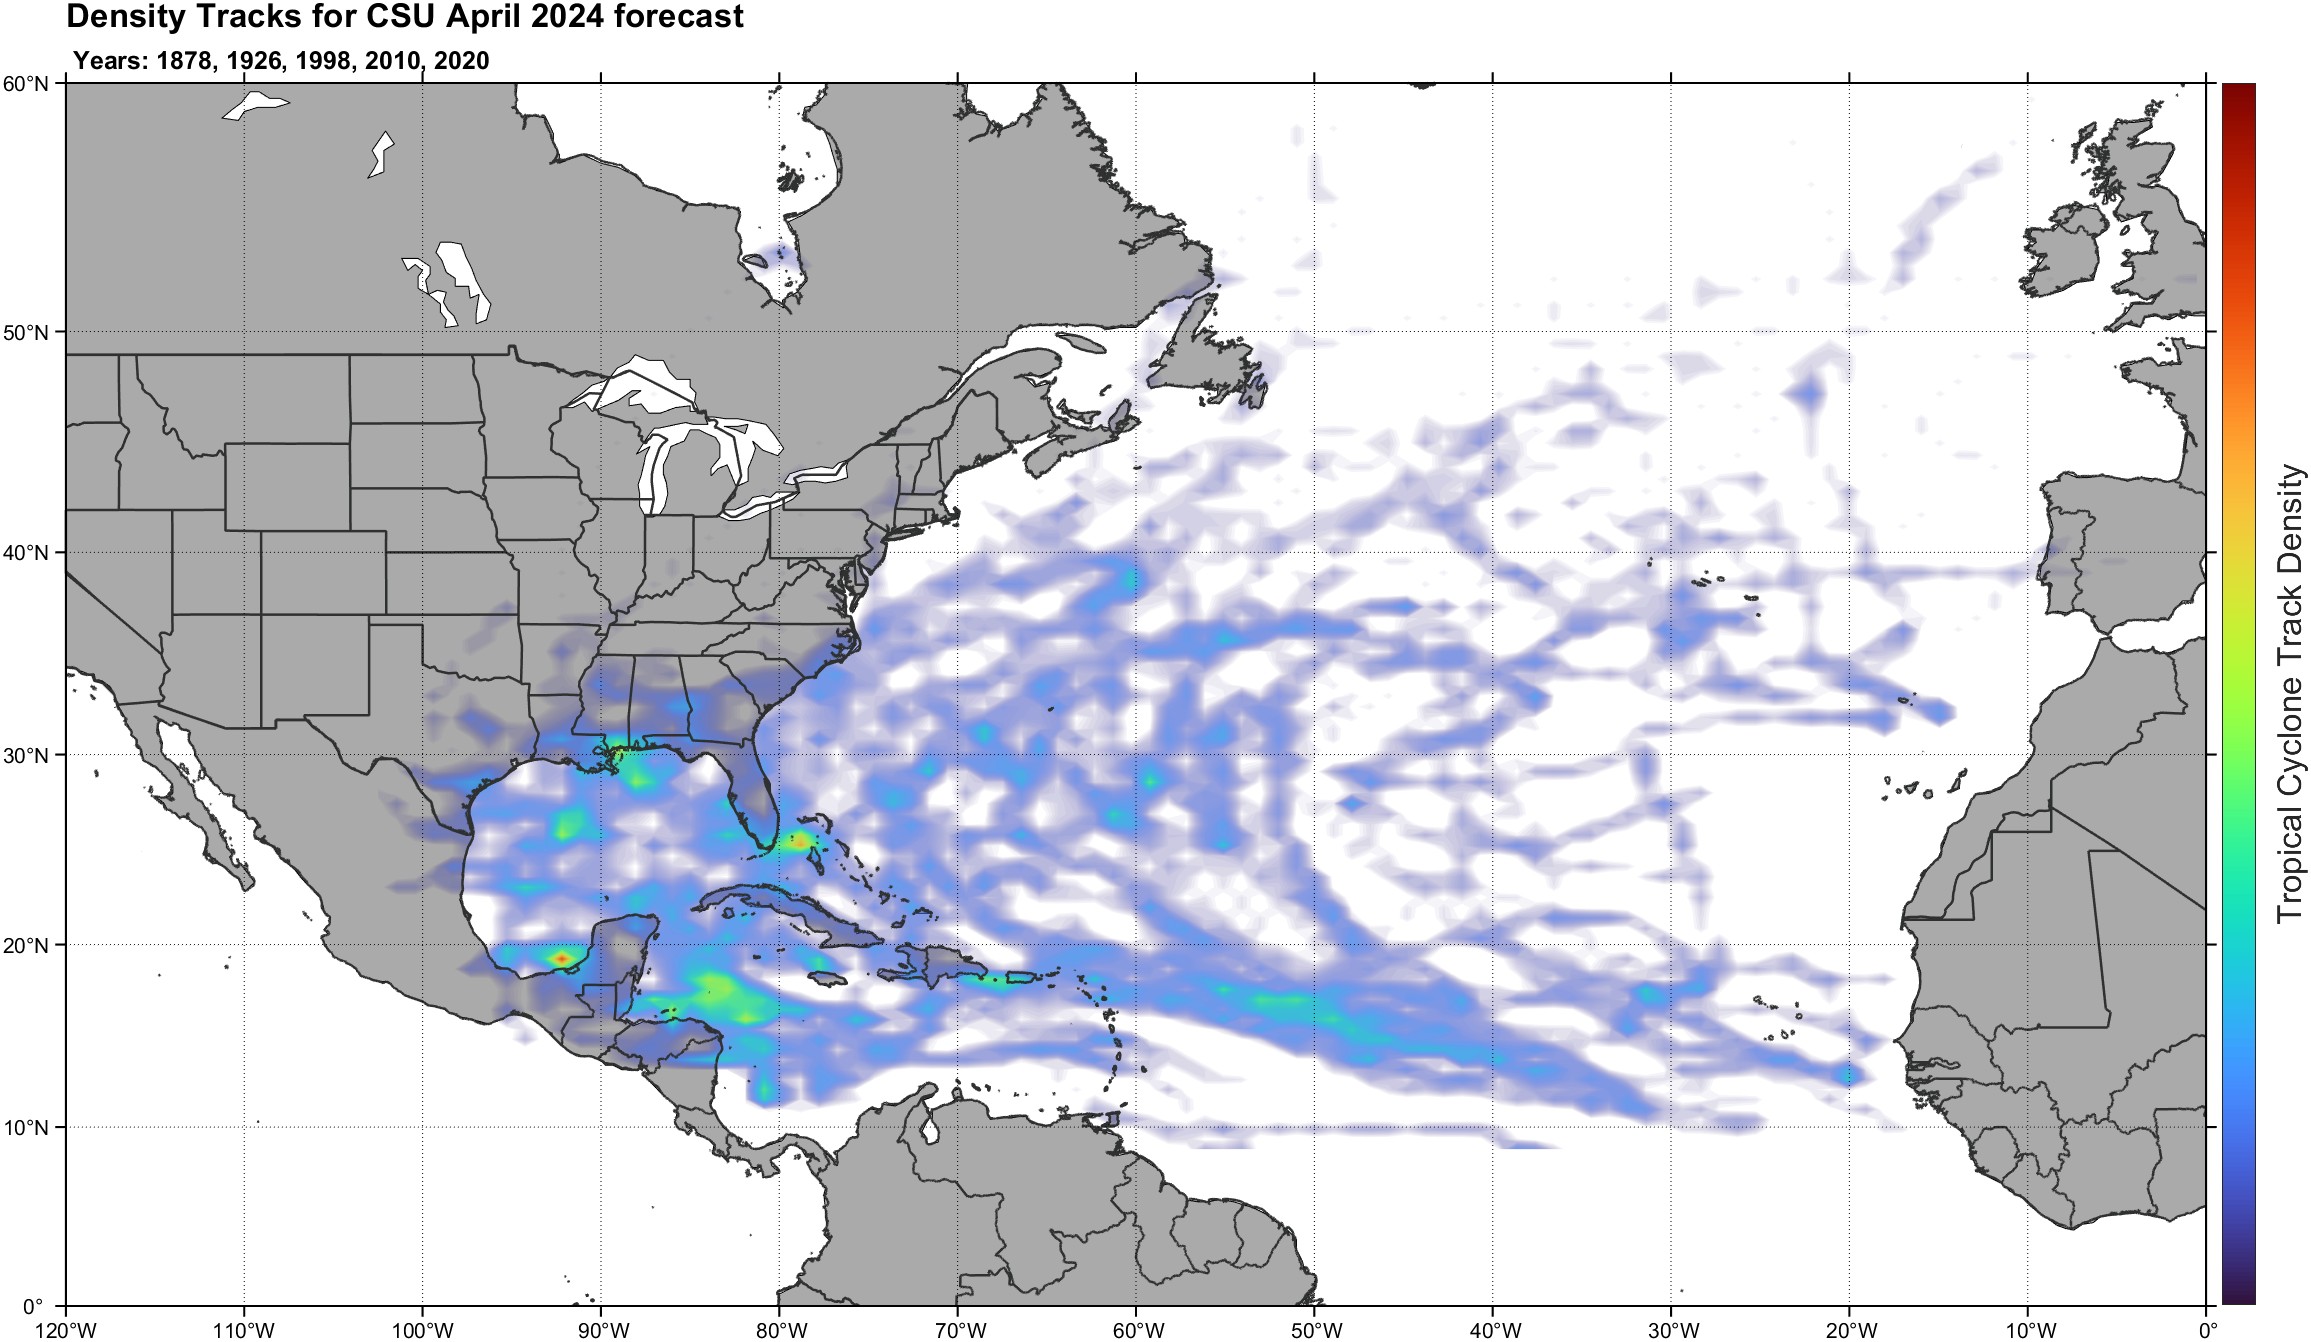 Density Tracks for CSU April 2024 forecast
Years: 1878, 1926, 1998, 2010, 2020
60°N
50°N
40°N
30°N
20°N
10°N
0°
120°W 110°W 100°W 90°W 80°W 70°W 60°W 50°W 40°W 30°W 20°W 10°W 0°
Tropical Cyclone Track Density